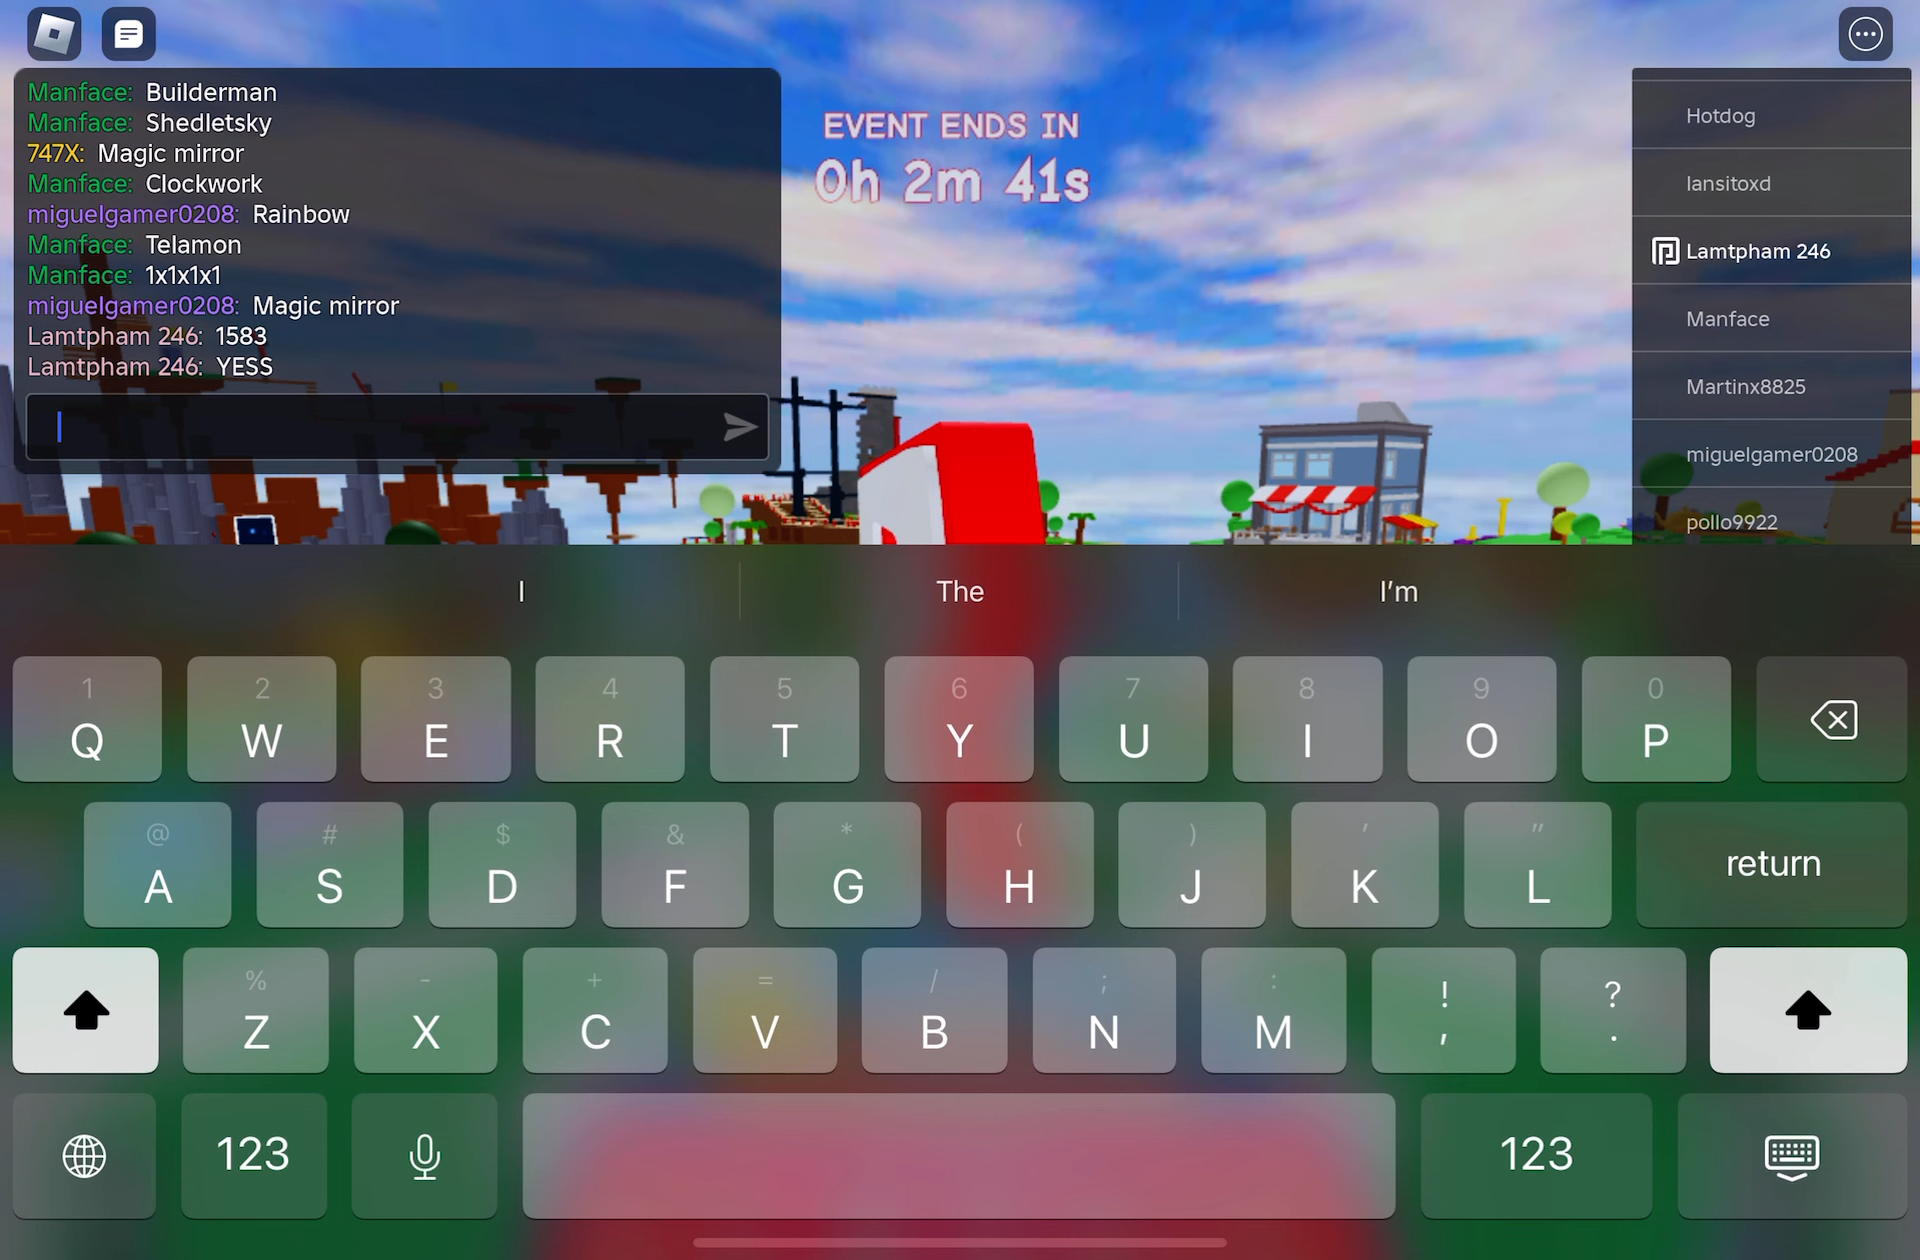 Manface: Builderman
Manface: Shedletsky
747X: Magic mirror
Manface: Clockwork
miguelgamer0208: Rainbow
Manface: Telamon
Manface: 1x1x1x1
miguelgamer0208: Magic mirror
Lamtpham 246: 1583
Lamtpham 246: YESS
EVENT ENDS IN
0h 2m 41s
Hotdog
Iansitoxd
Lamtpham 246
Manface
Martinx8825
miguelgamer0208
pollo9922
I The I'm
1 2 3 4 5 6 7 8 9 0
Q W E R T Y U I O P
@ # $ & * ( ) ' "
A S D F G H J K L return
% - + = / ; : ! ?
Z X C V B N M , .
123 123